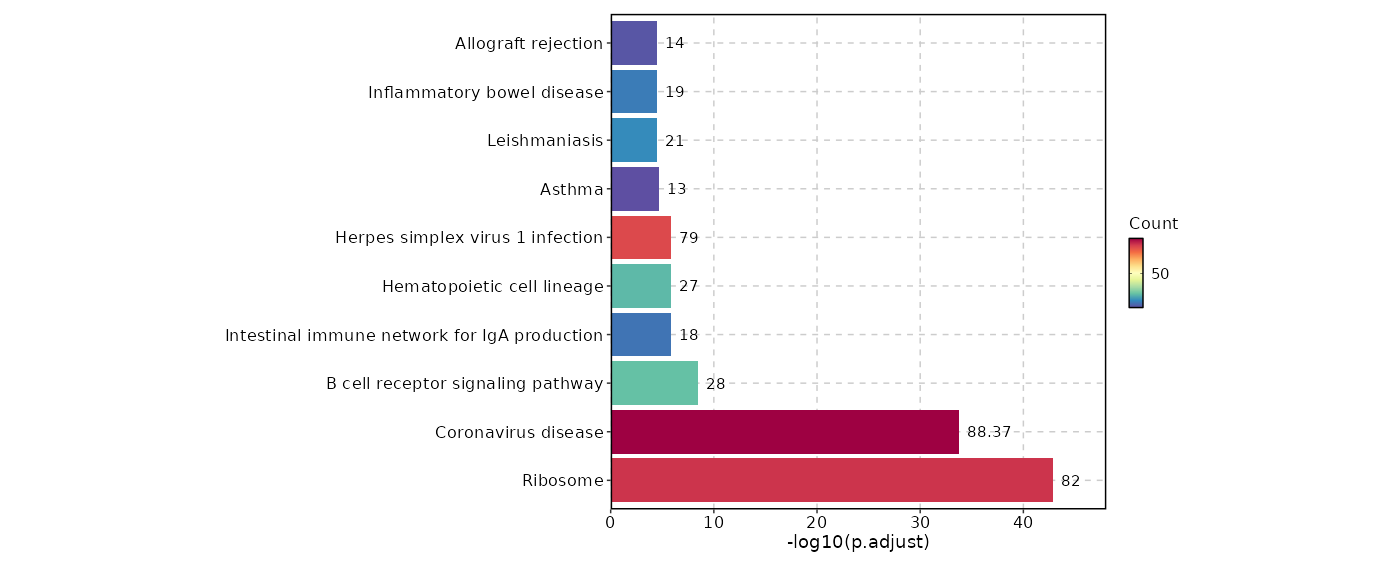 Allograft rejection 14
Inflammatory bowel disease 19
Leishmaniasis 21
Asthma 13
Herpes simplex virus 1 infection 79
Hematopoietic cell lineage 27
Intestinal immune network for IgA production 18
B cell receptor signaling pathway 28
Coronavirus disease 88.37
Ribosome 82
0 10 20 30 40
-log10(p.adjust)
Count
50